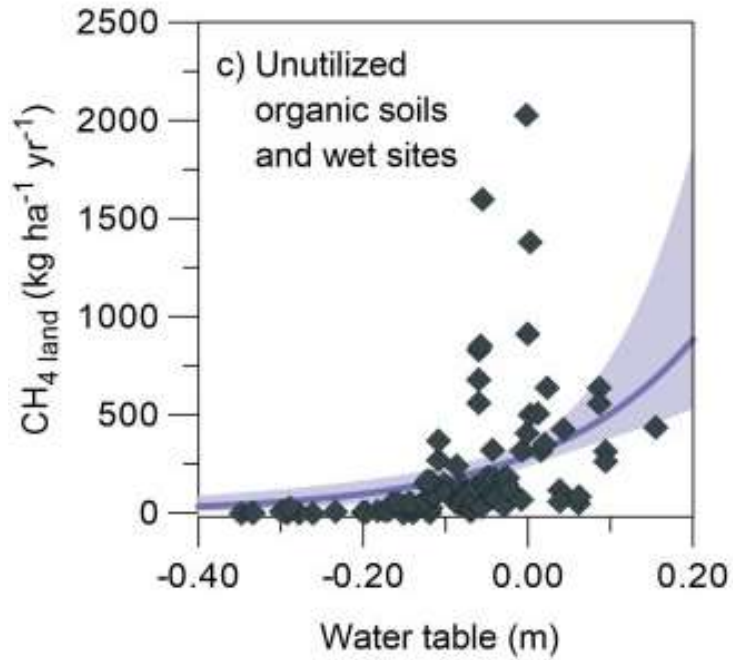 2500
2000
1500
1000
500
0
CH4 land (kg ha-1 yr-1)
c) Unutilized
organic soils
and wet sites
-0.40 -0.20 0.00 0.20
Water table (m)